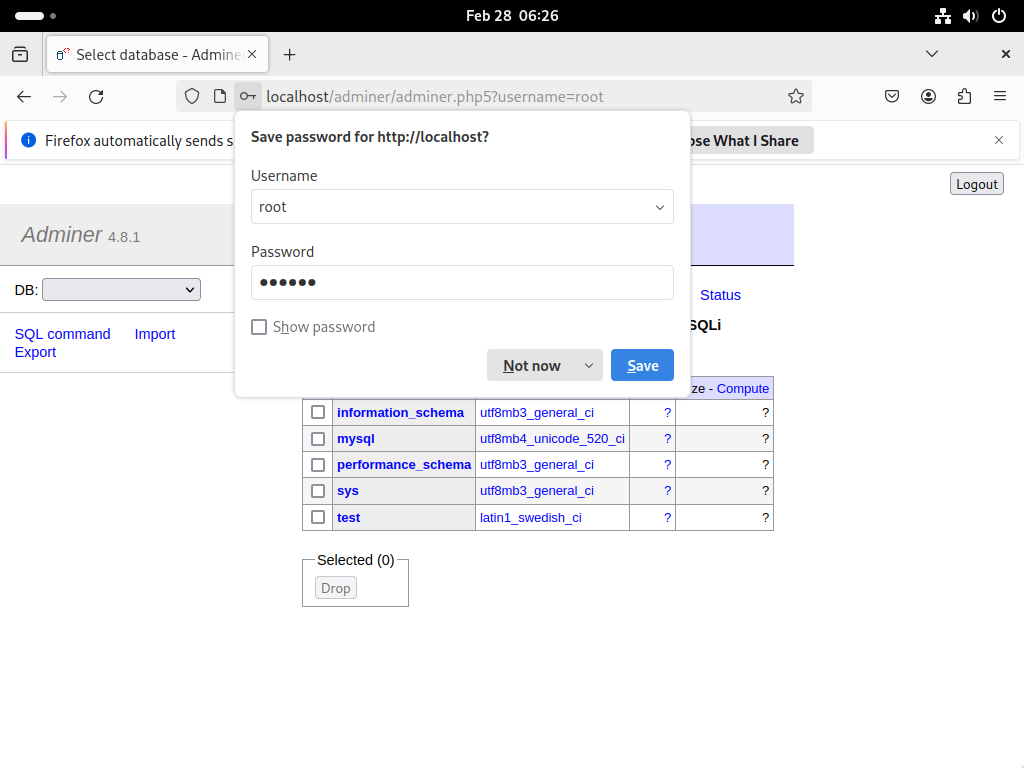 Feb 28 06:26
Select database - Admine
localhost/adminer/adminer.php5?username=root
Firefox automatically sends s
ose What I Share
Save password for http://localhost?
Username
root
Password
●●●●●●
Show password
Not now
Save
Logout
Adminer 4.8.1
DB:
SQL command Import
Export
Status
SQLi
ze - Compute
information_schema utf8mb3_general_ci ? ?
mysql utf8mb4_unicode_520_ci ? ?
performance_schema utf8mb3_general_ci ? ?
sys utf8mb3_general_ci ? ?
test latin1_swedish_ci ? ?
Selected (0)
Drop